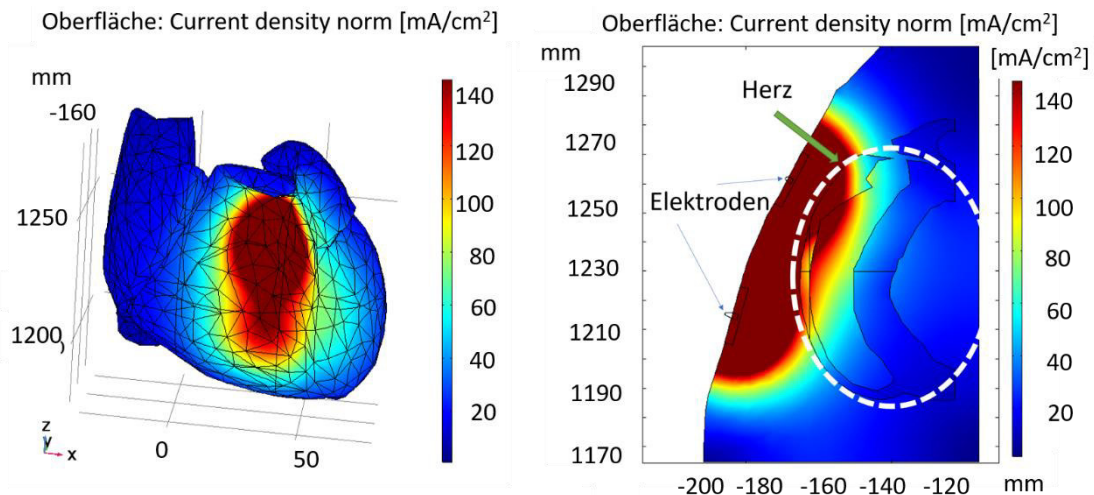 Oberfläche: Current density norm [mA/cm²]
mm
-160
1250
1200
)
0
50
z
y
x
140
120
100
80
60
40
20
Oberfläche: Current density norm [mA/cm²]
mm
[mA/cm²]
1290
1270
1250
1230
1210
1190
1170
Herz
Elektroden
-200 -180 -160 -140 -120 mm
140
120
100
80
60
40
20